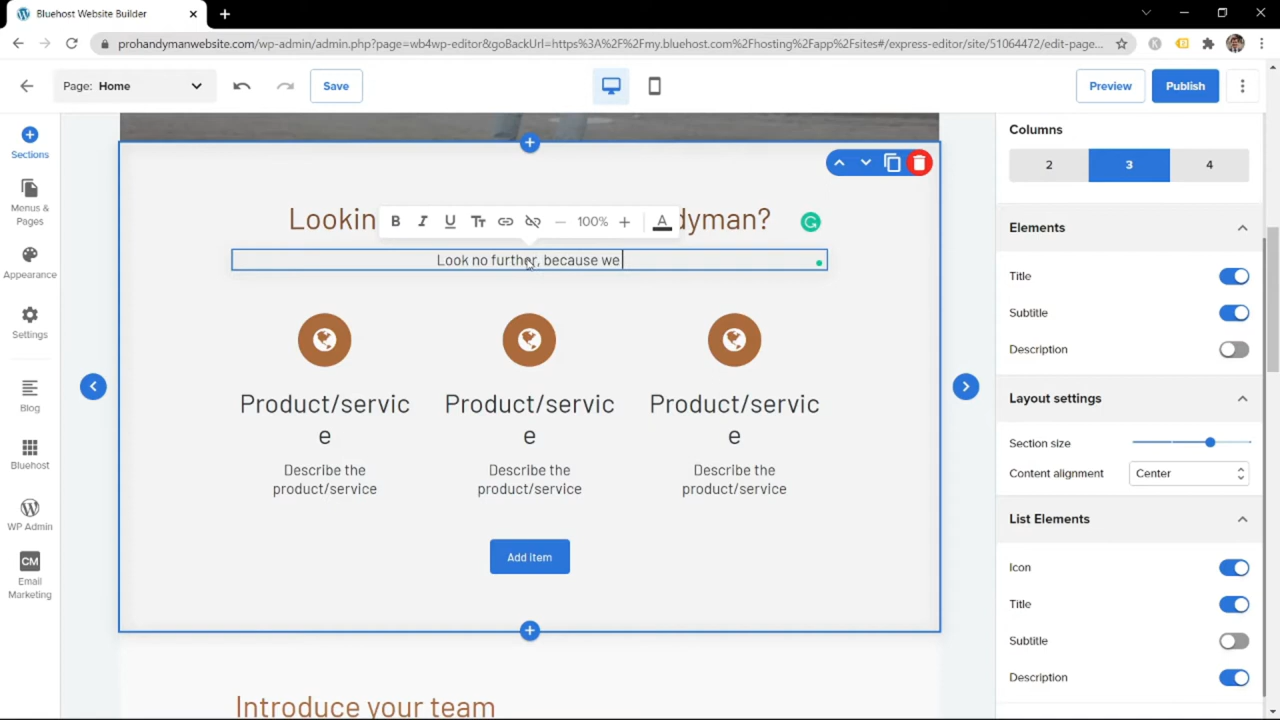 Bluehost Website Builder
prohandymanwebsite.com/wp-admin/admin.php?page=wb4wp-editor&goBackUrl=https%3A%2F%2Fmy.bluehost.com%2Fhosting%2Fapp%2Fsites#/express-editor/site/51064472/edit-page...
Page: Home
Save
Preview
Publish
Sections
Menus &
Pages
Appearance
Settings
Blog
Bluehost
WP Admin
CM
Email
Marketing
Lookin
dyman?
B I U Tт 100% A
Look no further, because we
Product/servic
e
Describe the
product/service
Product/servic
e
Describe the
product/service
Product/servic
e
Describe the
product/service
Add item
Introduce your team
Columns
2 3 4
Elements
Title
Subtitle
Description
Layout settings
Section size
Content alignment Center
List Elements
Icon
Title
Subtitle
Description